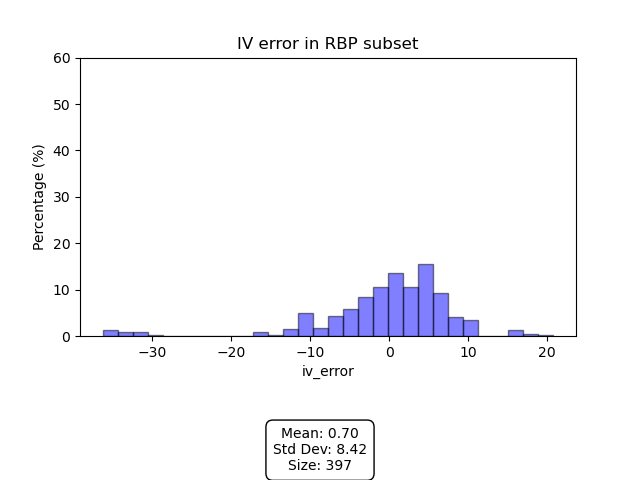 IV error in RBP subset
60
50
40
30
20
10
0
Percentage (%)
−30
−20
−10
0
10
20
iv_error
Mean: 0.70
Std Dev: 8.42
Size: 397